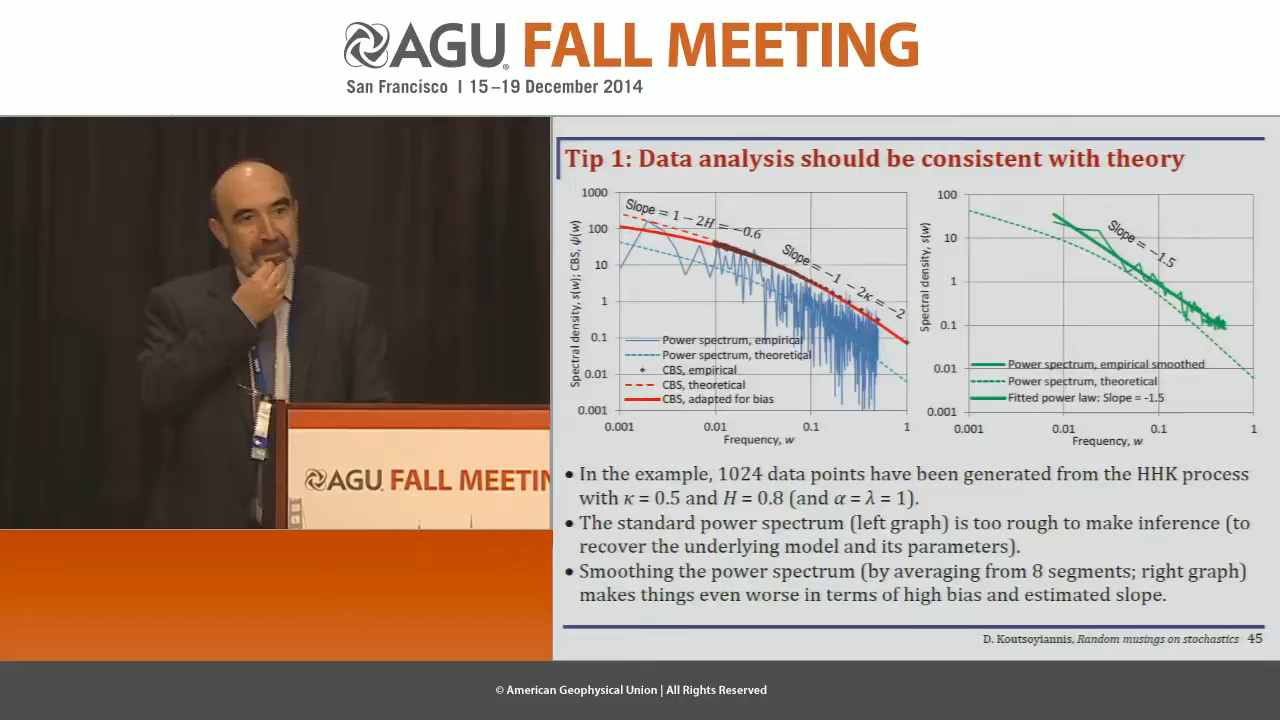 AGU FALL MEETING
San Francisco | 15–19 December 2014
AGU FALL MEETIN
Tip 1: Data analysis should be consistent with theory
Spectral density, s(w); CBS, ψ(w)
1000
100
10
1
0.1
0.01
0.001
Slope = 1 − 2H = −0.6
Slope = −1 − 2κ = −2
Power spectrum, empirical
Power spectrum, theoretical
CBS, empirical
CBS, theoretical
CBS, adapted for bias
0.001 0.01 0.1 1
Frequency, w
Spectral density, s(w)
100
10
1
0.1
0.01
0.001
Slope = −1.5
Power spectrum, empirical smoothed
Power spectrum, theoretical
Fitted power law: Slope = -1.5
0.001 0.01 0.1 1
Frequency, w
• In the example, 1024 data points have been generated from the HHK process
with κ = 0.5 and H = 0.8 (and α = λ = 1).
• The standard power spectrum (left graph) is too rough to make inference (to
recover the underlying model and its parameters).
• Smoothing the power spectrum (by averaging from 8 segments; right graph)
makes things even worse in terms of high bias and estimated slope.
D. Koutsoyiannis, Random musings on stochastics 45
© American Geophysical Union | All Rights Reserved